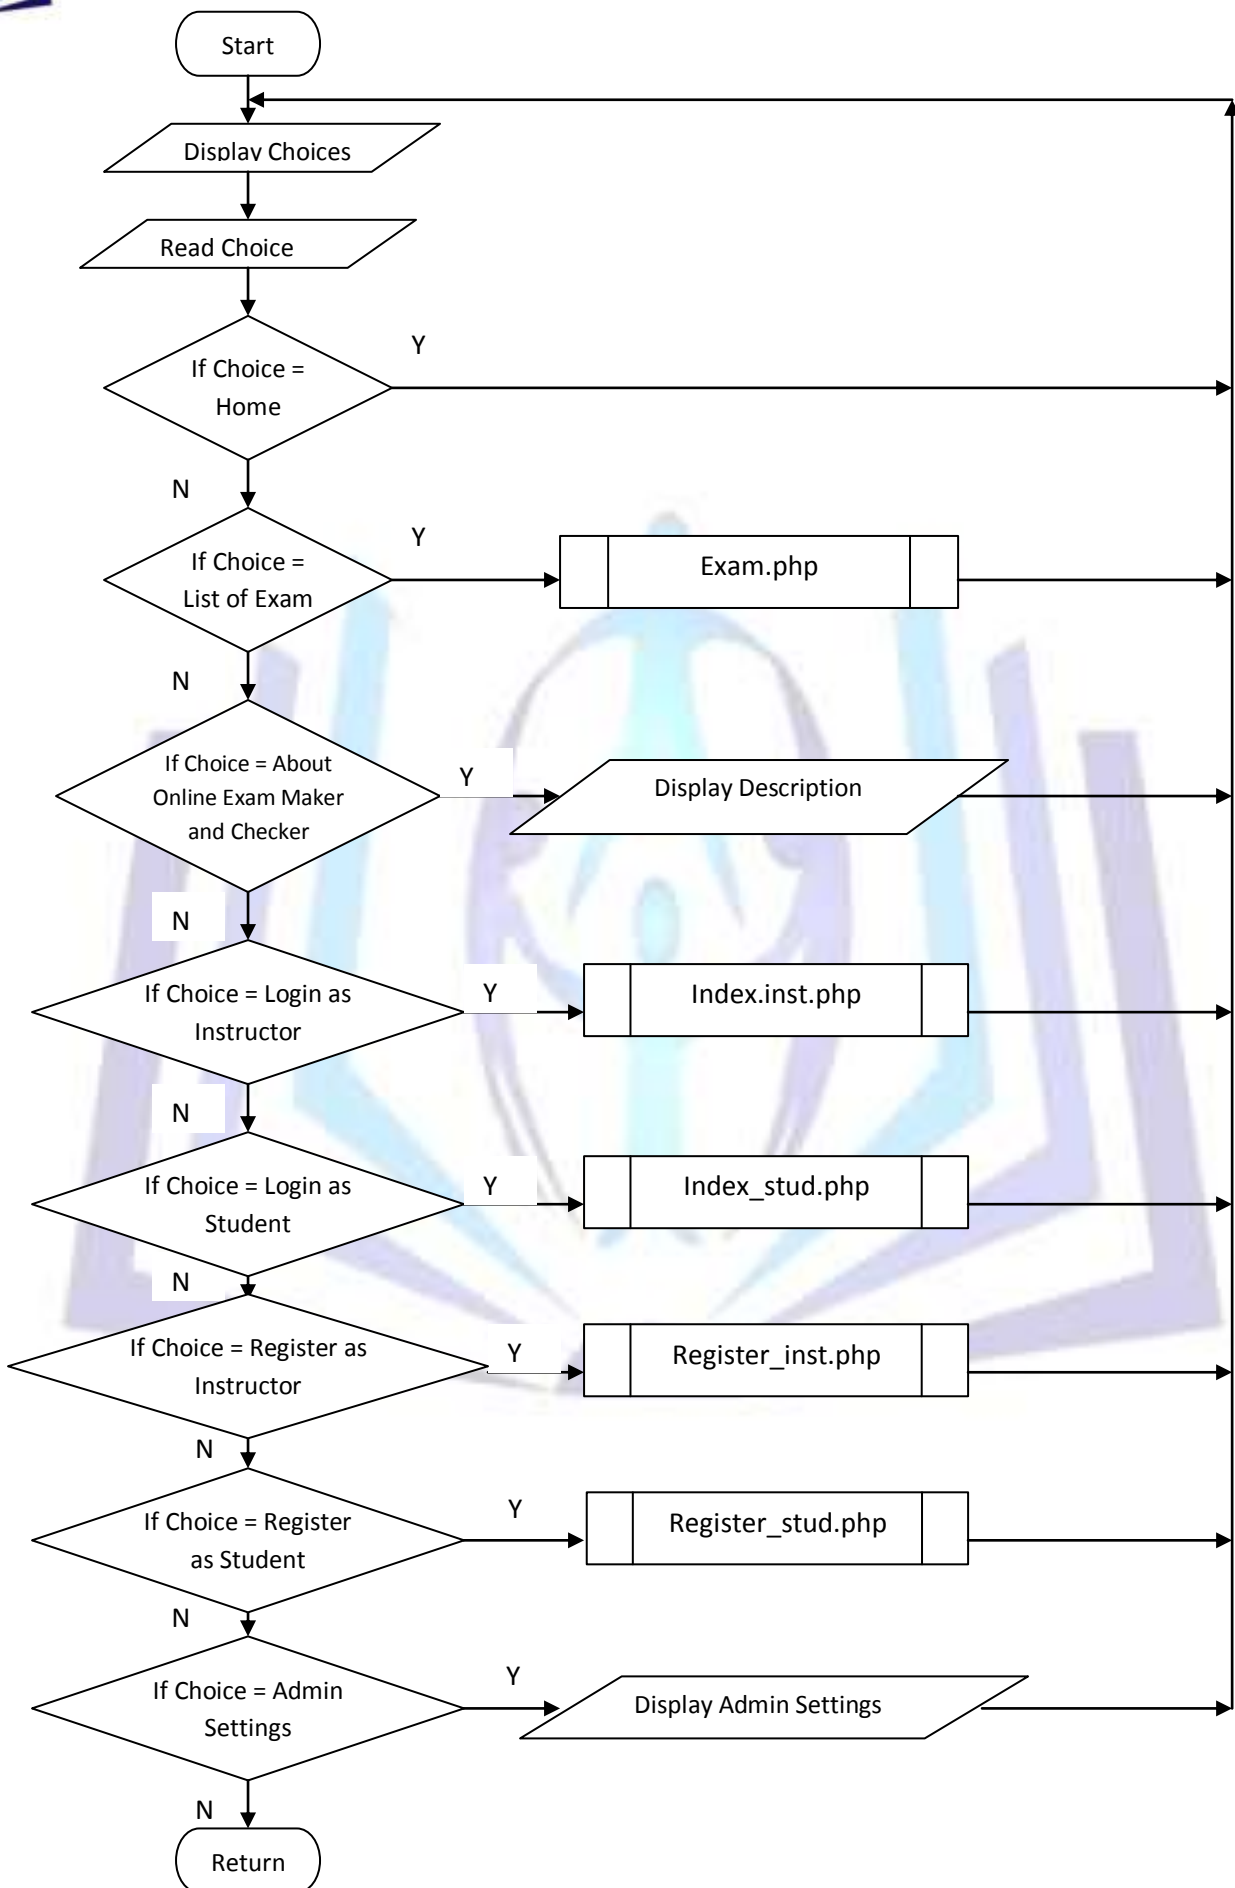 Start
Display Choices
Read Choice
If Choice =
Home
Y
N
If Choice =
List of Exam
Y
Exam.php
N
If Choice = About
Online Exam Maker
and Checker
Y
Display Description
N
If Choice = Login as
Instructor
Y
Index.inst.php
N
If Choice = Login as
Student
Y
Index_stud.php
N
If Choice = Register as
Instructor
Y
Register_inst.php
N
If Choice = Register
as Student
Y
Register_stud.php
N
If Choice = Admin
Settings
Y
Display Admin Settings
N
Return